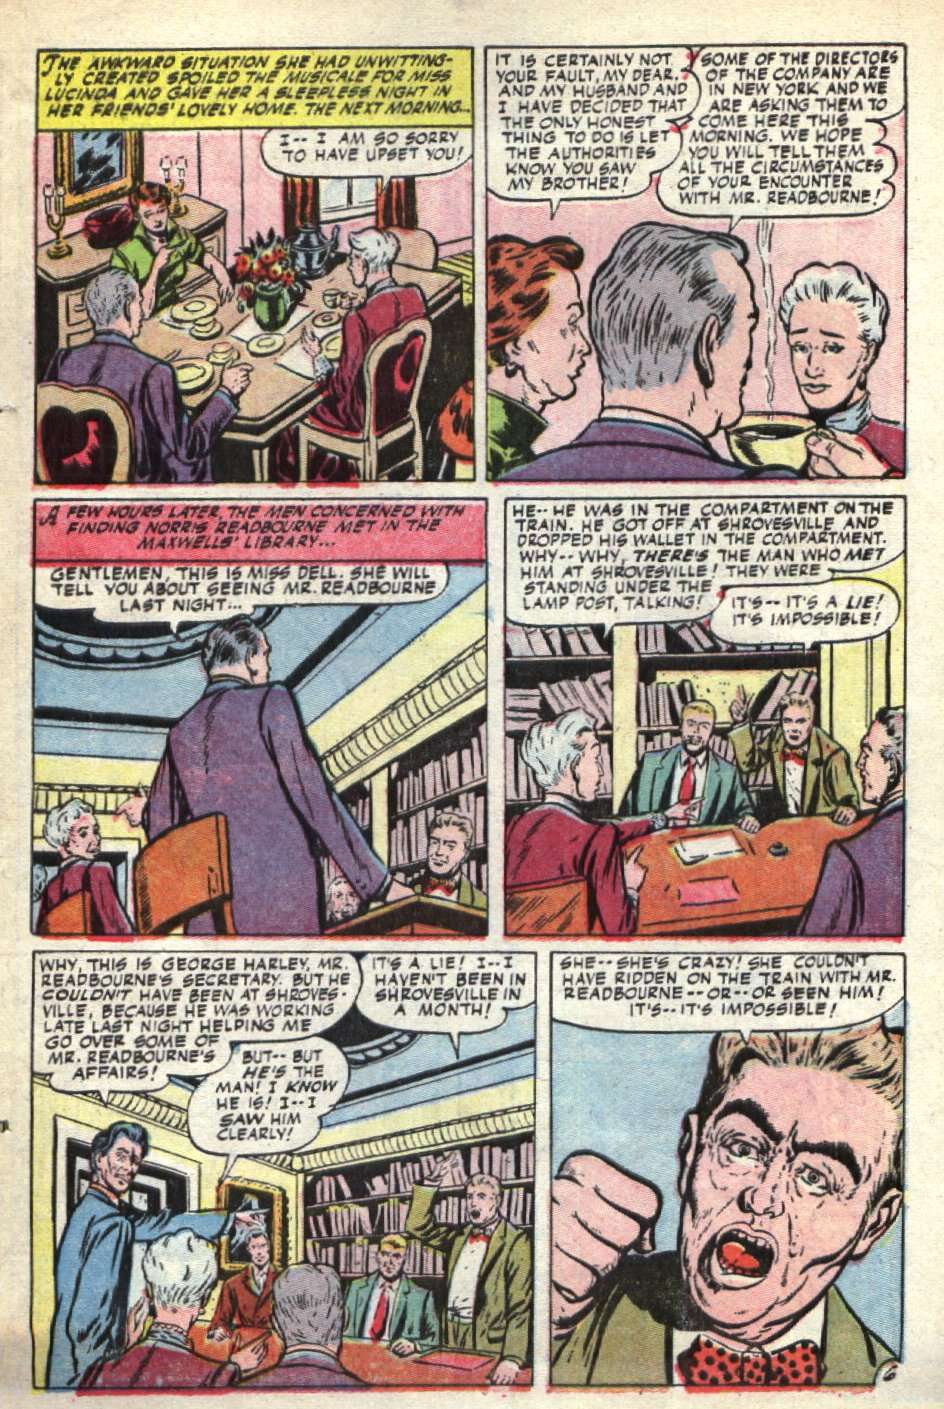 THE AWKWARD SITUATION SHE HAD UNWITTING-
LY CREATED SPOILED THE MUSICALE FOR MISS
LUCINDA AND GAVE HER A SLEEPLESS NIGHT IN
HER FRIENDS' LOVELY HOME. THE NEXT MORNING...
I-- I AM SO SORRY
TO HAVE UPSET YOU!
IT IS CERTAINLY NOT
YOUR FAULT, MY DEAR,
AND MY HUSBAND AND
I HAVE DECIDED THAT
THE ONLY HONEST
THING TO DO IS LET
THE AUTHORITIES
KNOW YOU SAW
MY BROTHER!
SOME OF THE DIRECTORS
OF THE COMPANY ARE
IN NEW YORK AND WE
ARE ASKING THEM TO
COME HERE THIS
MORNING. WE HOPE
YOU WILL TELL THEM
ALL THE CIRCUMSTANCES
OF YOUR ENCOUNTER
WITH MR. READBOURNE!
A FEW HOURS LATER, THE MEN CONCERNED WITH
FINDING NORRIS READBOURNE MET IN THE
MAXWELLS' LIBRARY...
GENTLEMEN, THIS IS MISS DELL. SHE WILL
TELL YOU ABOUT SEEING MR. READBOURNE
LAST NIGHT...
HE-- HE WAS IN THE COMPARTMENT ON THE
TRAIN. HE GOT OFF AT SHROVESVILLE AND
DROPPED HIS WALLET IN THE COMPARTMENT.
WHY-- WHY, THERE'S THE MAN WHO MET
HIM AT SHROVESVILLE! THEY WERE
STANDING UNDER THE
LAMP POST, TALKING!
IT'S-- IT'S A LIE!
IT'S IMPOSSIBLE!
WHY, THIS IS GEORGE HARLEY, MR.
READBOURNE'S SECRETARY. BUT HE
COULDN'T HAVE BEEN AT SHROVES-
VILLE, BECAUSE HE WAS WORKING
LATE LAST NIGHT HELPING ME
GO OVER SOME OF
MR. READBOURNE'S
AFFAIRS!
BUT-- BUT
HE'S THE
MAN! I KNOW
HE IS! I--I
SAW HIM
CLEARLY!
IT'S A LIE! I--I
HAVEN'T BEEN IN
SHROVESVILLE IN
A MONTH!
SHE-- SHE'S CRAZY! SHE COULDN'T
HAVE RIDDEN ON THE TRAIN WITH MR.
READBOURNE -- OR-- OR SEEN HIM!
IT'S-- IT'S IMPOSSIBLE!
6